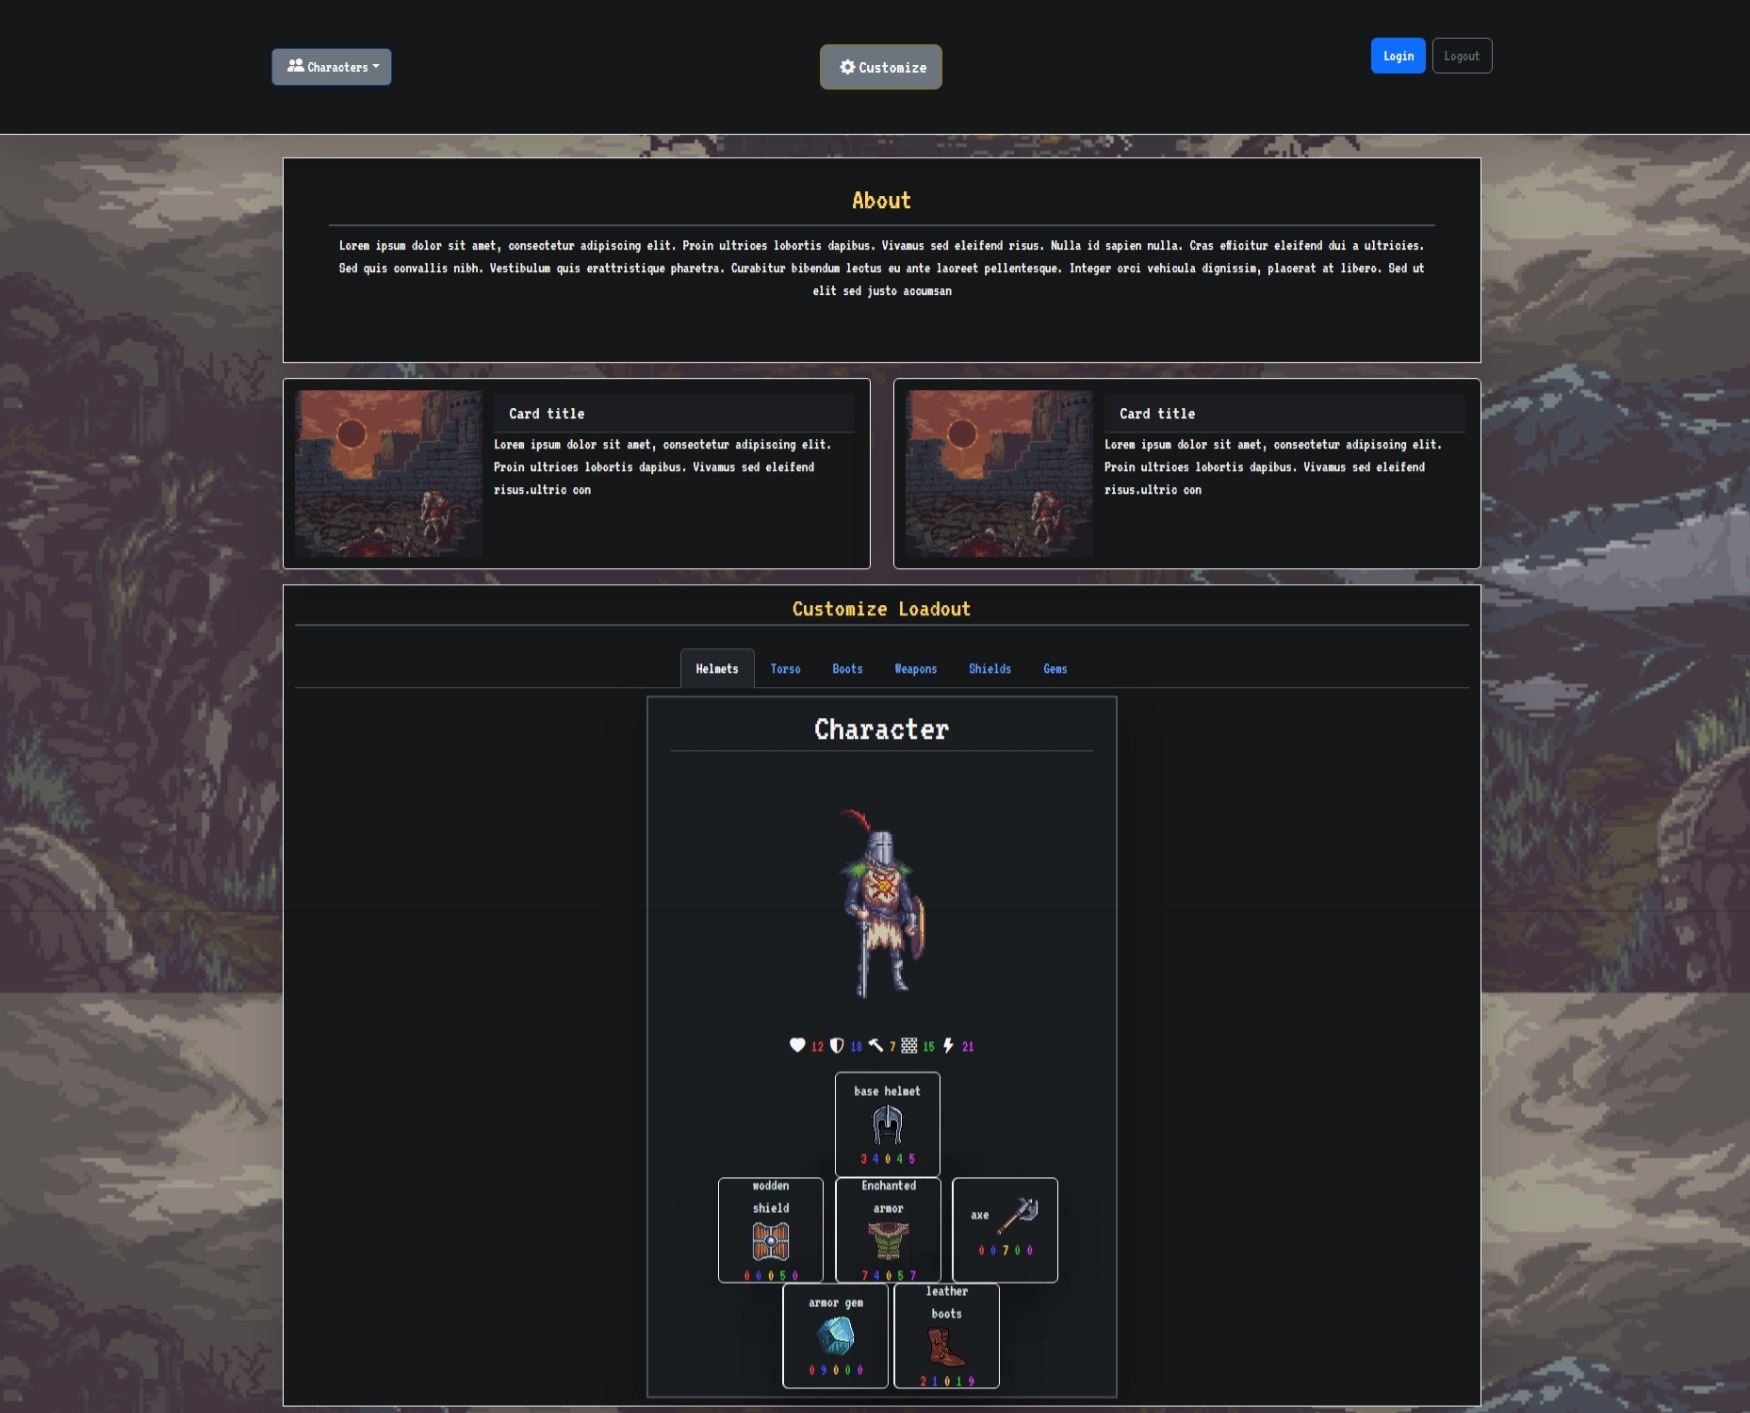 Characters
Customize
Login
Logout
About
Lorem ipsum dolor sit amet, consectetur adipiscing elit. Proin ultrices lobortis dapibus. Vivamus sed eleifend risus. Nulla id sapien nulla. Cras efficitur eleifend dui a ultricies.
Sed quis convallis nibh. Vestibulum quis erattristique pharetra. Curabitur bibendum lectus eu ante laoreet pellentesque. Integer orci vehicula dignissim, placerat at libero. Sed ut
elit sed justo accumsan
Card title
Lorem ipsum dolor sit amet, consectetur adipiscing elit.
Proin ultrices lobortis dapibus. Vivamus sed eleifend
risus.ultric con
Card title
Lorem ipsum dolor sit amet, consectetur adipiscing elit.
Proin ultrices lobortis dapibus. Vivamus sed eleifend
risus.ultric con
Customize Loadout
Helmets Torso Boots Weapons Shields Gems
Character
12 18 7 15 21
base helmet
3 4 0 4 5
wodden
shield
0 0 0 5 0
Enchanted
armor
7 4 0 5 7
axe
0 0 7 0 0
armor gem
0 9 0 0 0
leather
boots
2 1 0 1 9